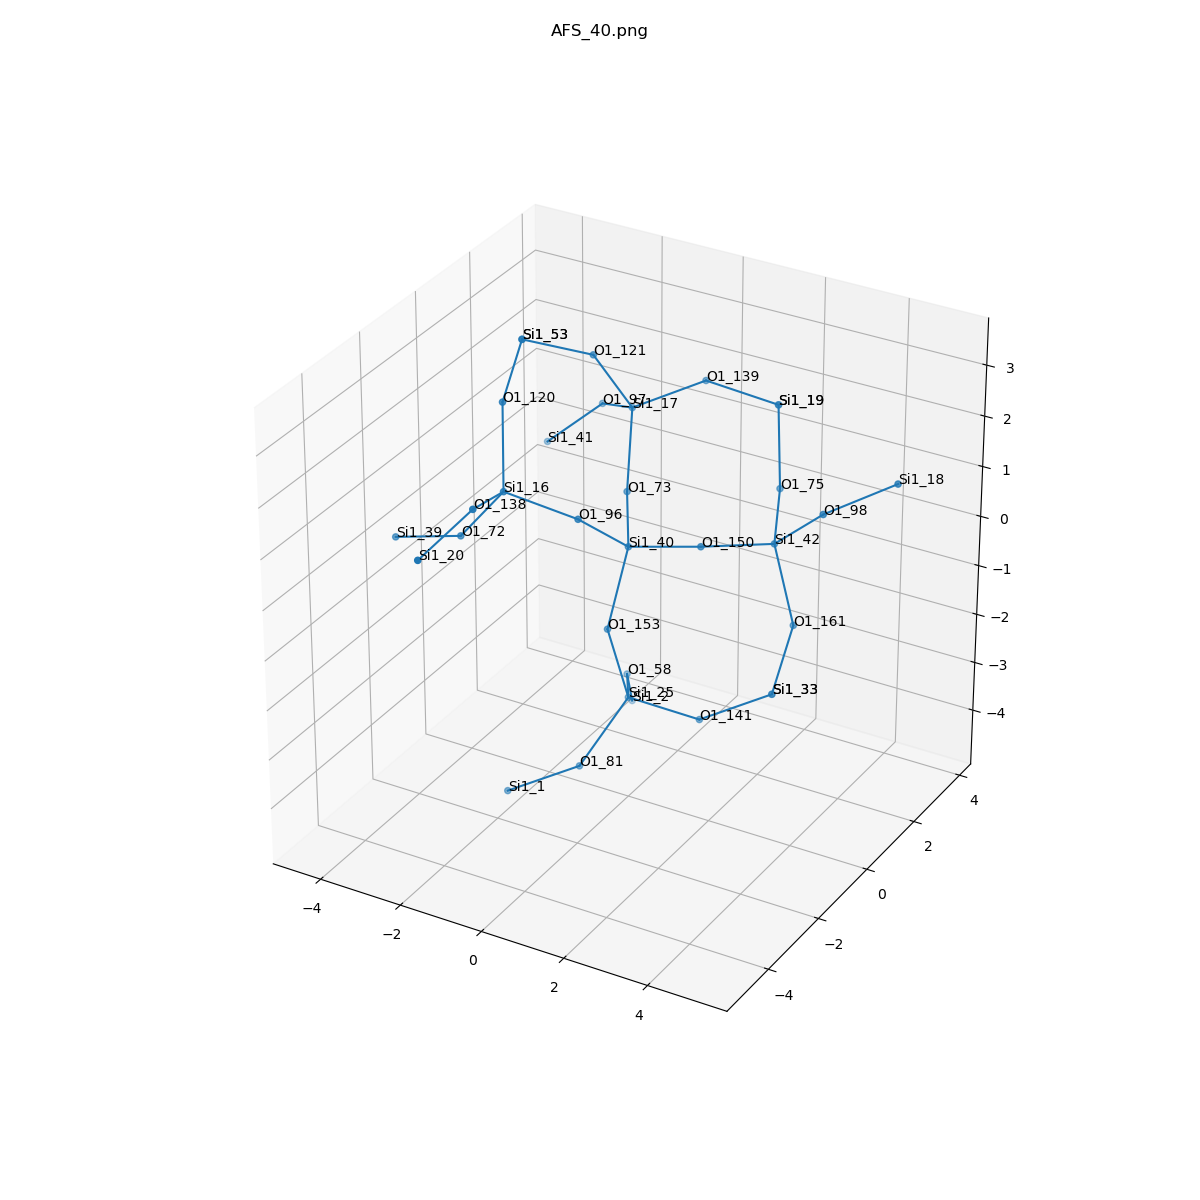 AFS_40.png
Si1_53
O1_121
O1_139
O1_120
O1_97
Si1_17
Si1_19
Si1_41
Si1_18
Si1_16
O1_73
O1_75
O1_138
O1_96
O1_98
Si1_39
O1_72
Si1_40
O1_150
Si1_42
Si1_20
O1_153
O1_161
O1_58
Si1_25
Si1_2
Si1_33
O1_141
O1_81
Si1_1
3
2
1
0
−1
−2
−3
−4
4
2
0
−2
−4
−4
−2
0
2
4